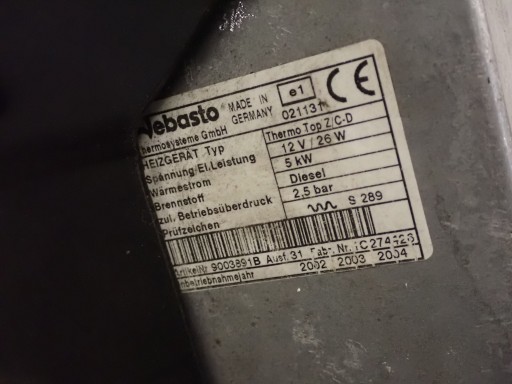 Webasto MADE IN GERMANY e1 CE
thermosysteme GmbH 021131
HEIZGERÄT Typ Thermo Top Z/C-D
Spannung/El.Leistung 12 V / 26 W
Wärmestrom 5 kW
Brennstoff Diesel
zul. Betriebsüberdruck 2,5 bar
Prüfzeichen S 289
ArtikelNr 9003891B Ausf. 31 Fabr. Nr.
Inbetriebnahmejahr 2002 2003 2004